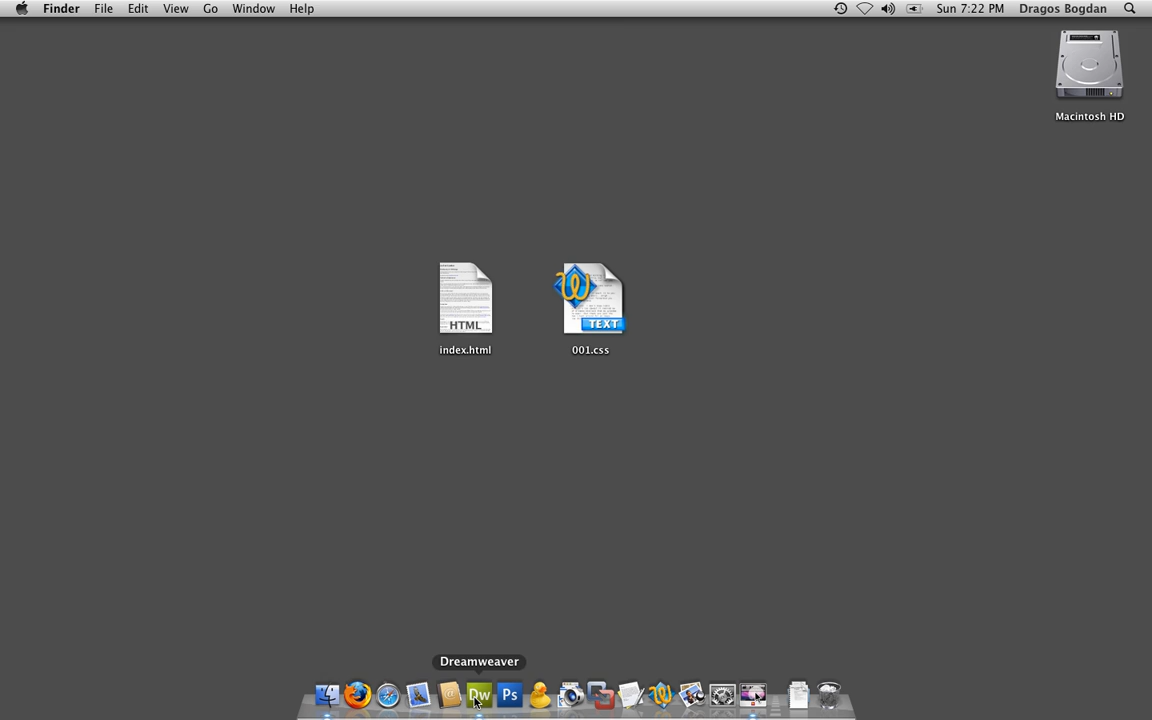 Finder File Edit View Go Window Help Sun 7:22 PM Dragos Bogdan
Macintosh HD
HTML
TEXT
index.html 001.css
Dreamweaver
Dw Ps